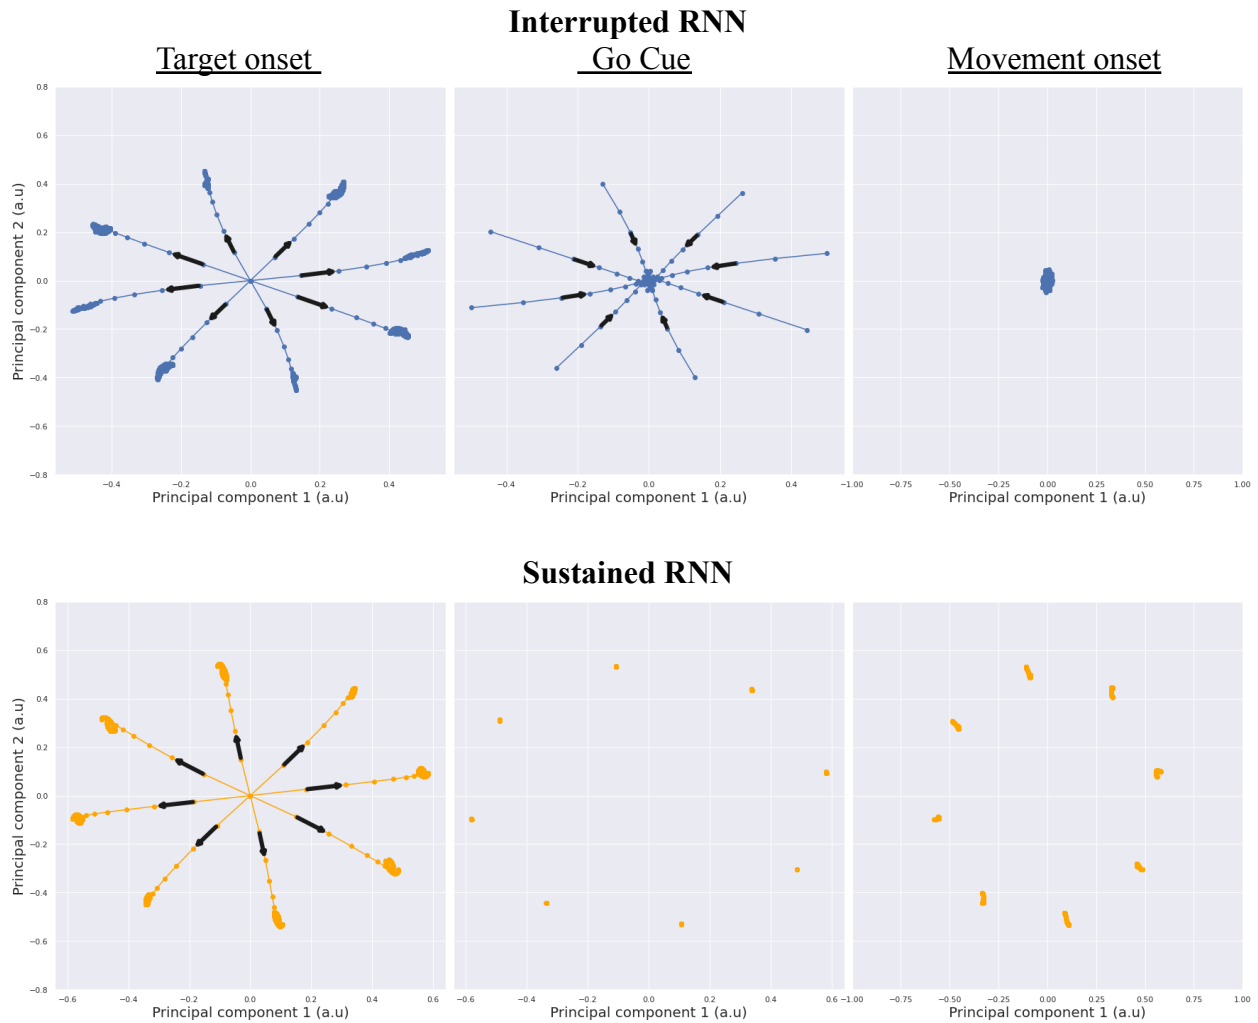 Interrupted RNN
Target onset
Go Cue
Movement onset
0.8
0.6
0.4
0.2
0.0
−0.2
−0.4
−0.6
−0.8
Principal component 2 (a.u)
−0.4 −0.2 0.0 0.2 0.4
−0.4 −0.2 0.0 0.2 0.4
−1.00 −0.75 −0.50 −0.25 0.00 0.25 0.50 0.75 1.00
Principal component 1 (a.u)
Principal component 1 (a.u)
Principal component 1 (a.u)
Sustained RNN
0.8
0.6
0.4
0.2
0.0
−0.2
−0.4
−0.6
−0.8
Principal component 2 (a.u)
−0.6 −0.4 −0.2 0.0 0.2 0.4 0.6
−0.6 −0.4 −0.2 0.0 0.2 0.4 0.6
−1.00 −0.75 −0.50 −0.25 0.00 0.25 0.50 0.75 1.00
Principal component 1 (a.u)
Principal component 1 (a.u)
Principal component 1 (a.u)